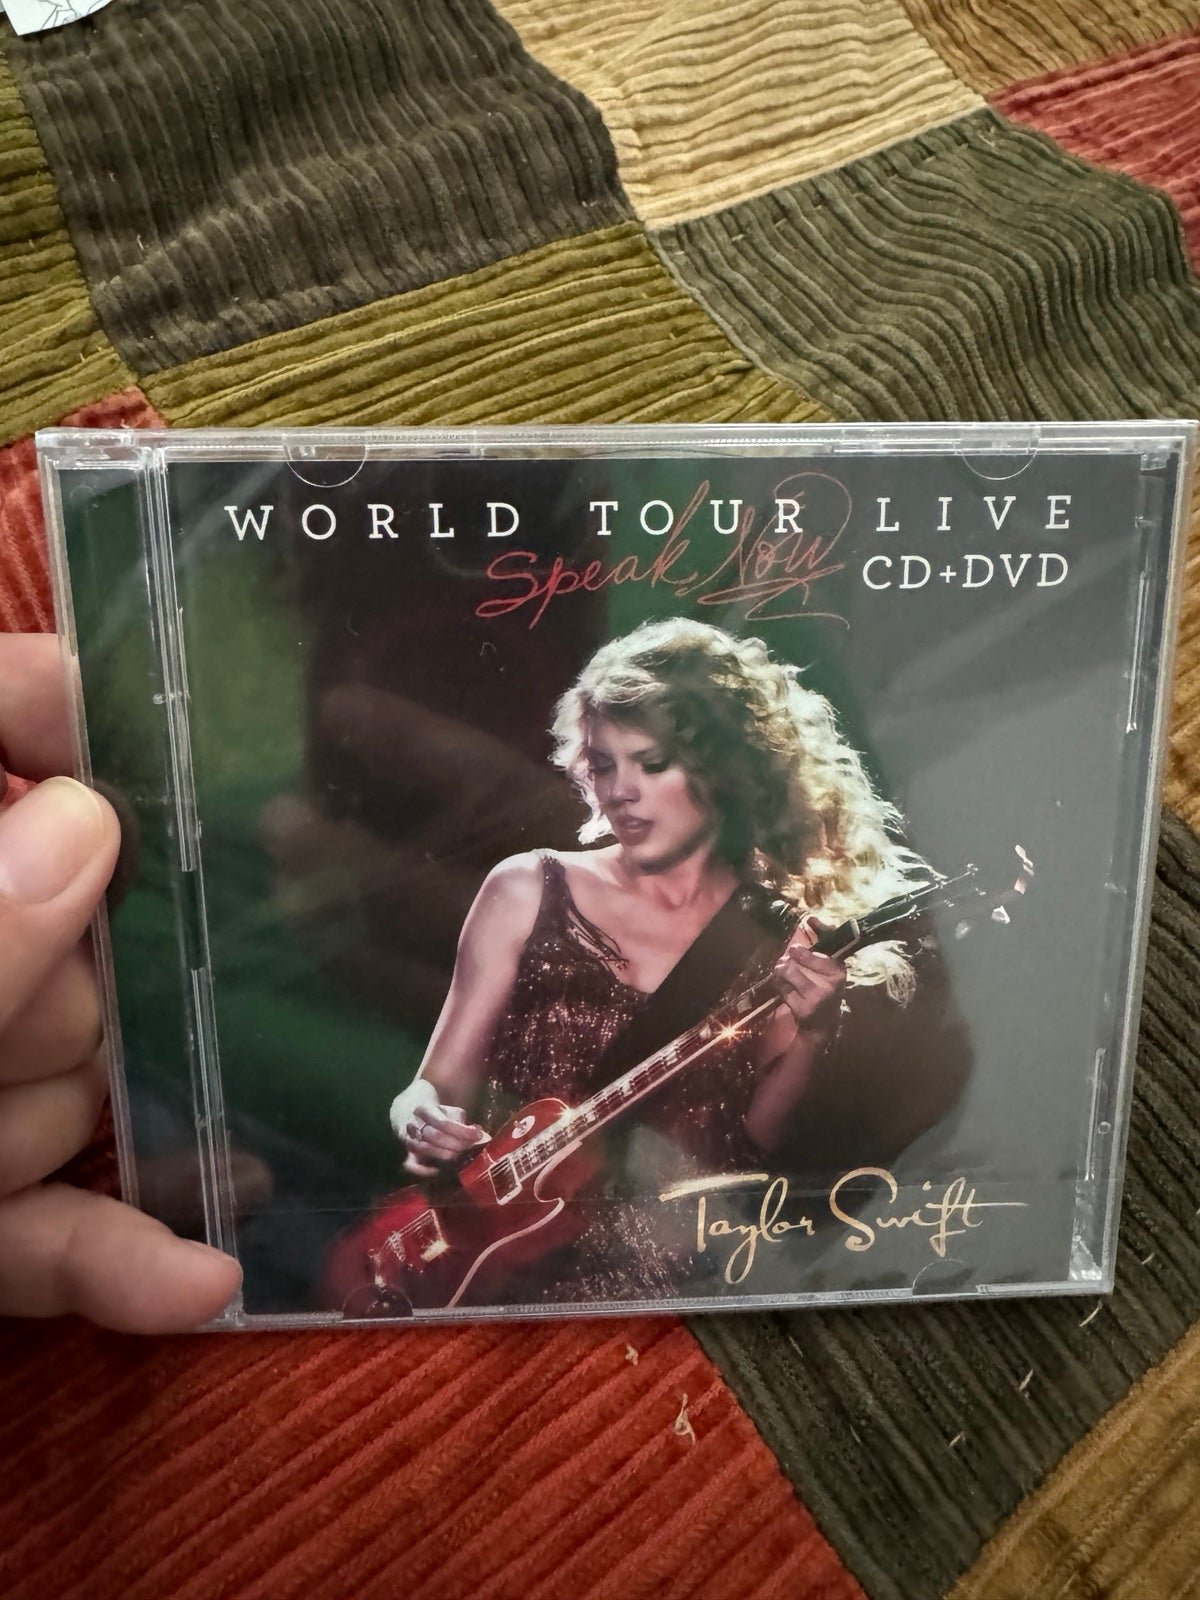 WORLD TOUR LIVE
Speak Now CD+DVD
Taylor Swift